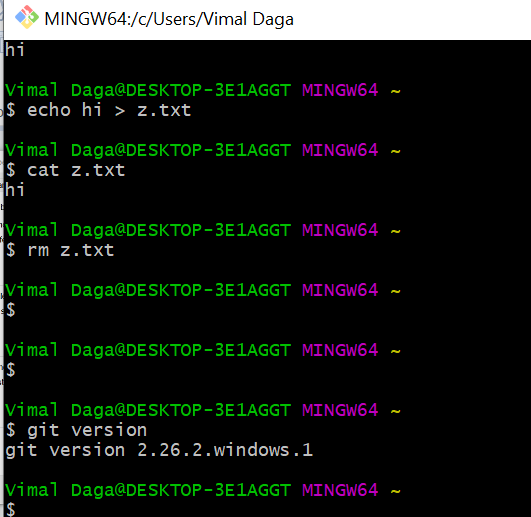 MINGW64:/c/Users/Vimal Daga
hi
Vimal Daga@DESKTOP-3E1AGGT MINGW64 ~
$ echo hi > z.txt
Vimal Daga@DESKTOP-3E1AGGT MINGW64 ~
$ cat z.txt
hi
Vimal Daga@DESKTOP-3E1AGGT MINGW64 ~
$ rm z.txt
Vimal Daga@DESKTOP-3E1AGGT MINGW64 ~
$
Vimal Daga@DESKTOP-3E1AGGT MINGW64 ~
$
Vimal Daga@DESKTOP-3E1AGGT MINGW64 ~
$ git version
git version 2.26.2.windows.1
Vimal Daga@DESKTOP-3E1AGGT MINGW64 ~
$